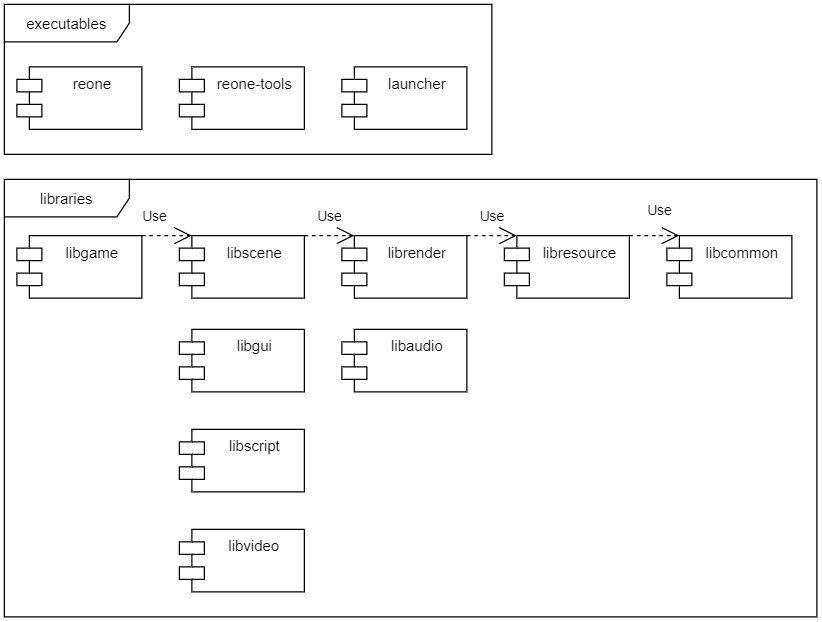 executables
reone
reone-tools
launcher
libraries
Use
Use
Use
Use
libgame
libscene
librender
libresource
libcommon
libgui
libaudio
libscript
libvideo